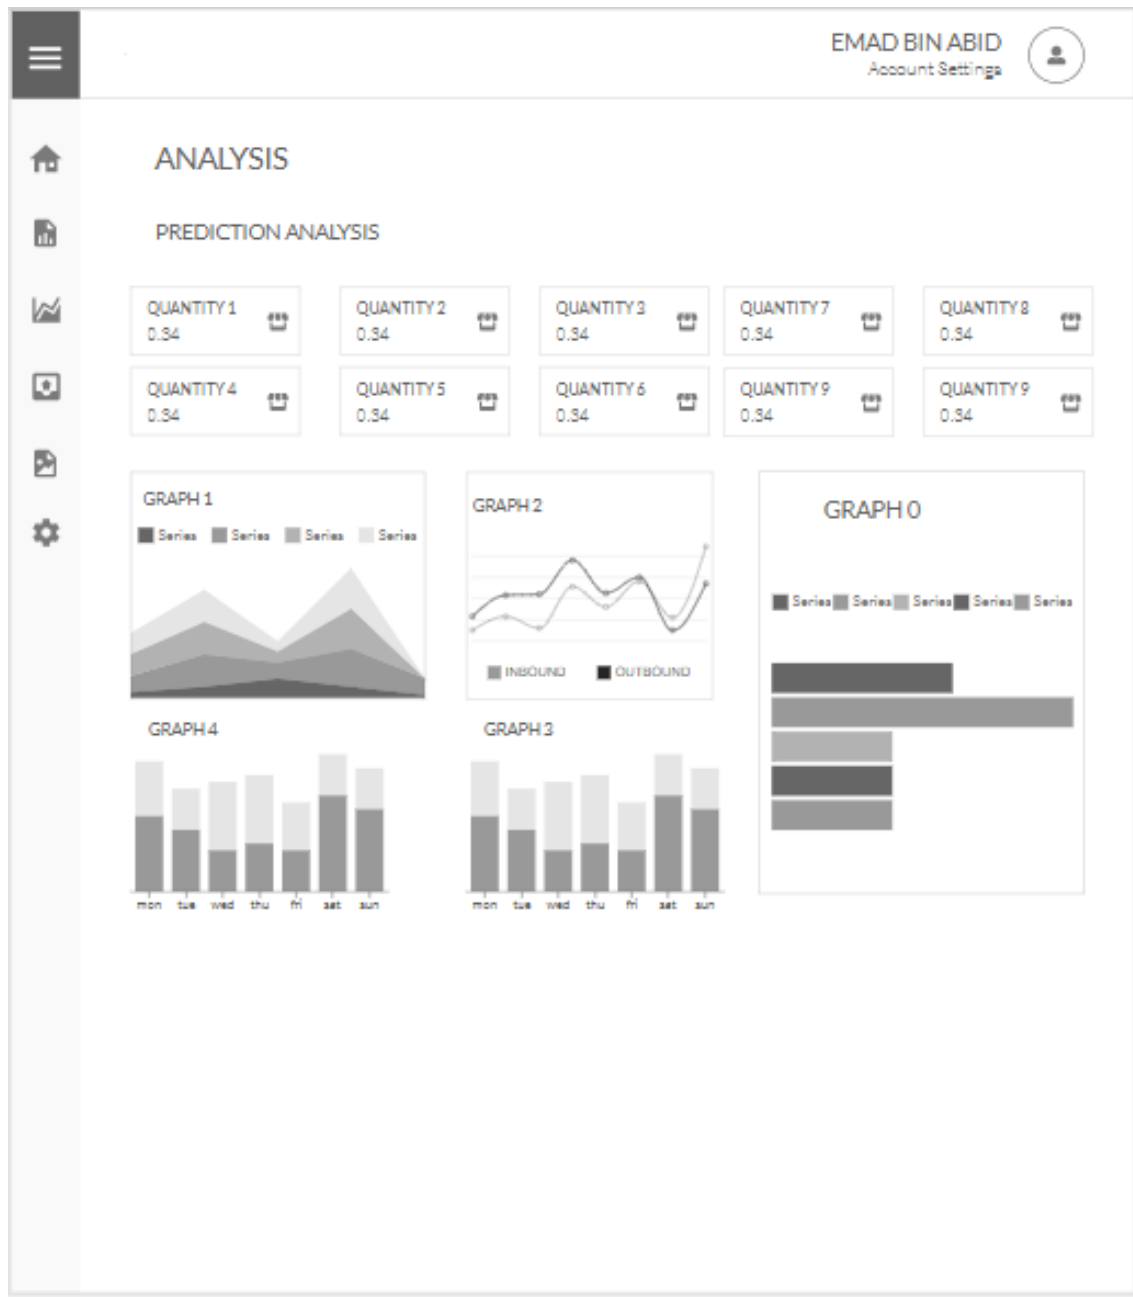 EMAD BIN ABID
Account Settings
ANALYSIS
PREDICTION ANALYSIS
QUANTITY 1
0.34
QUANTITY 2
0.34
QUANTITY 3
0.34
QUANTITY 7
0.34
QUANTITY 8
0.34
QUANTITY 4
0.34
QUANTITY 5
0.34
QUANTITY 6
0.34
QUANTITY 9
0.34
QUANTITY 9
0.34
GRAPH 1
Series Series Series Series
GRAPH 2
INBOUND OUTBOUND
GRAPH 0
Series Series Series Series Series
GRAPH 4
mon tue wed thu fri sat sun
GRAPH 3
mon tue wed thu fri sat sun